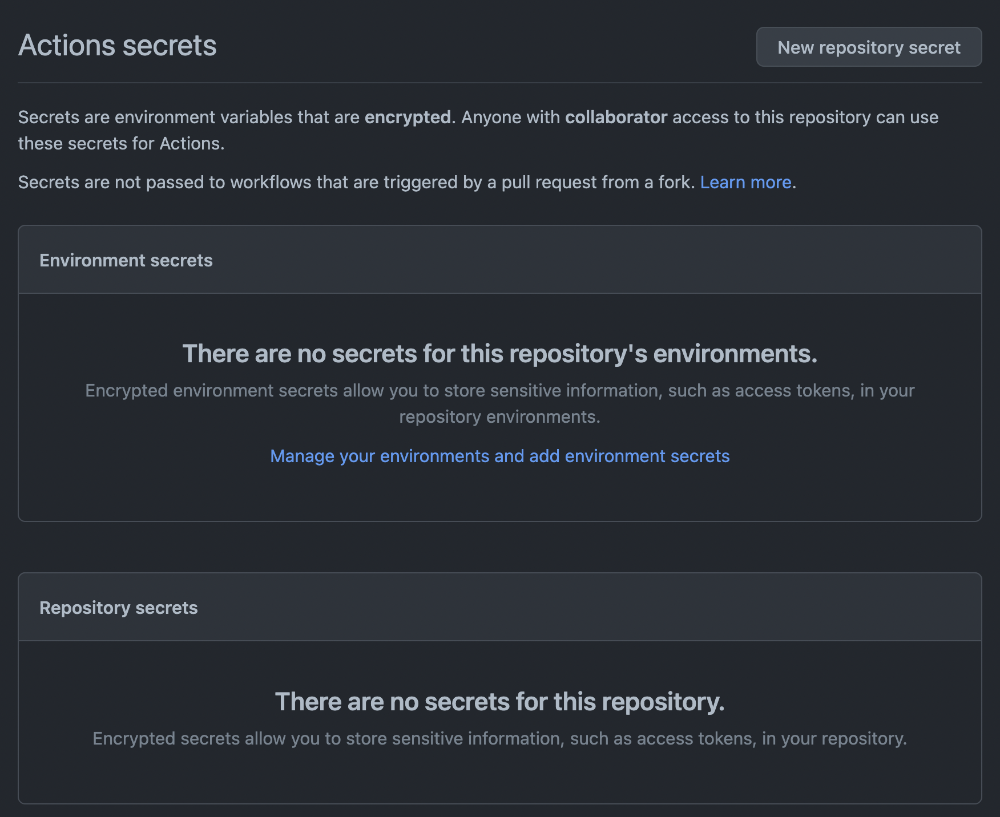 Actions secrets
New repository secret
Secrets are environment variables that are encrypted. Anyone with collaborator access to this repository can use
these secrets for Actions.
Secrets are not passed to workflows that are triggered by a pull request from a fork. Learn more.
Environment secrets
There are no secrets for this repository's environments.
Encrypted environment secrets allow you to store sensitive information, such as access tokens, in your
repository environments.
Manage your environments and add environment secrets
Repository secrets
There are no secrets for this repository.
Encrypted secrets allow you to store sensitive information, such as access tokens, in your repository.